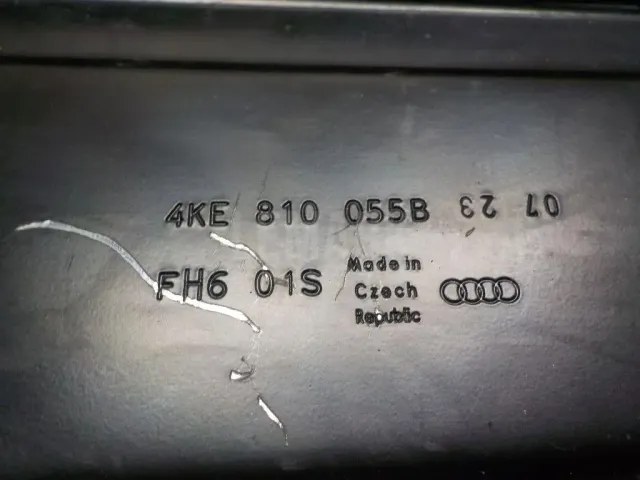 4KE 810 055B
FH6 01S
Made in
Czech
Republic